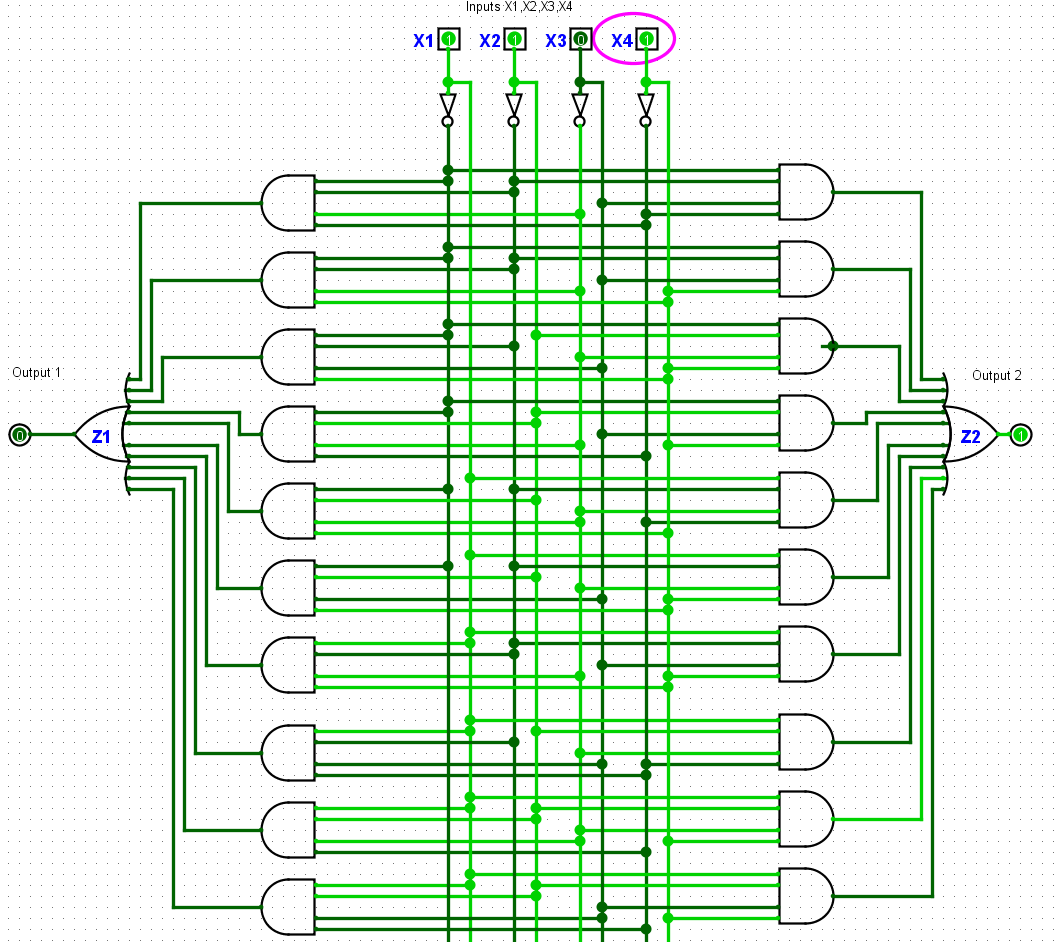 Inputs X1,X2,X3,X4
X1 1 X2 1 X3 0 X4 1
Output 1
Output 2
0 Z1
Z2 1